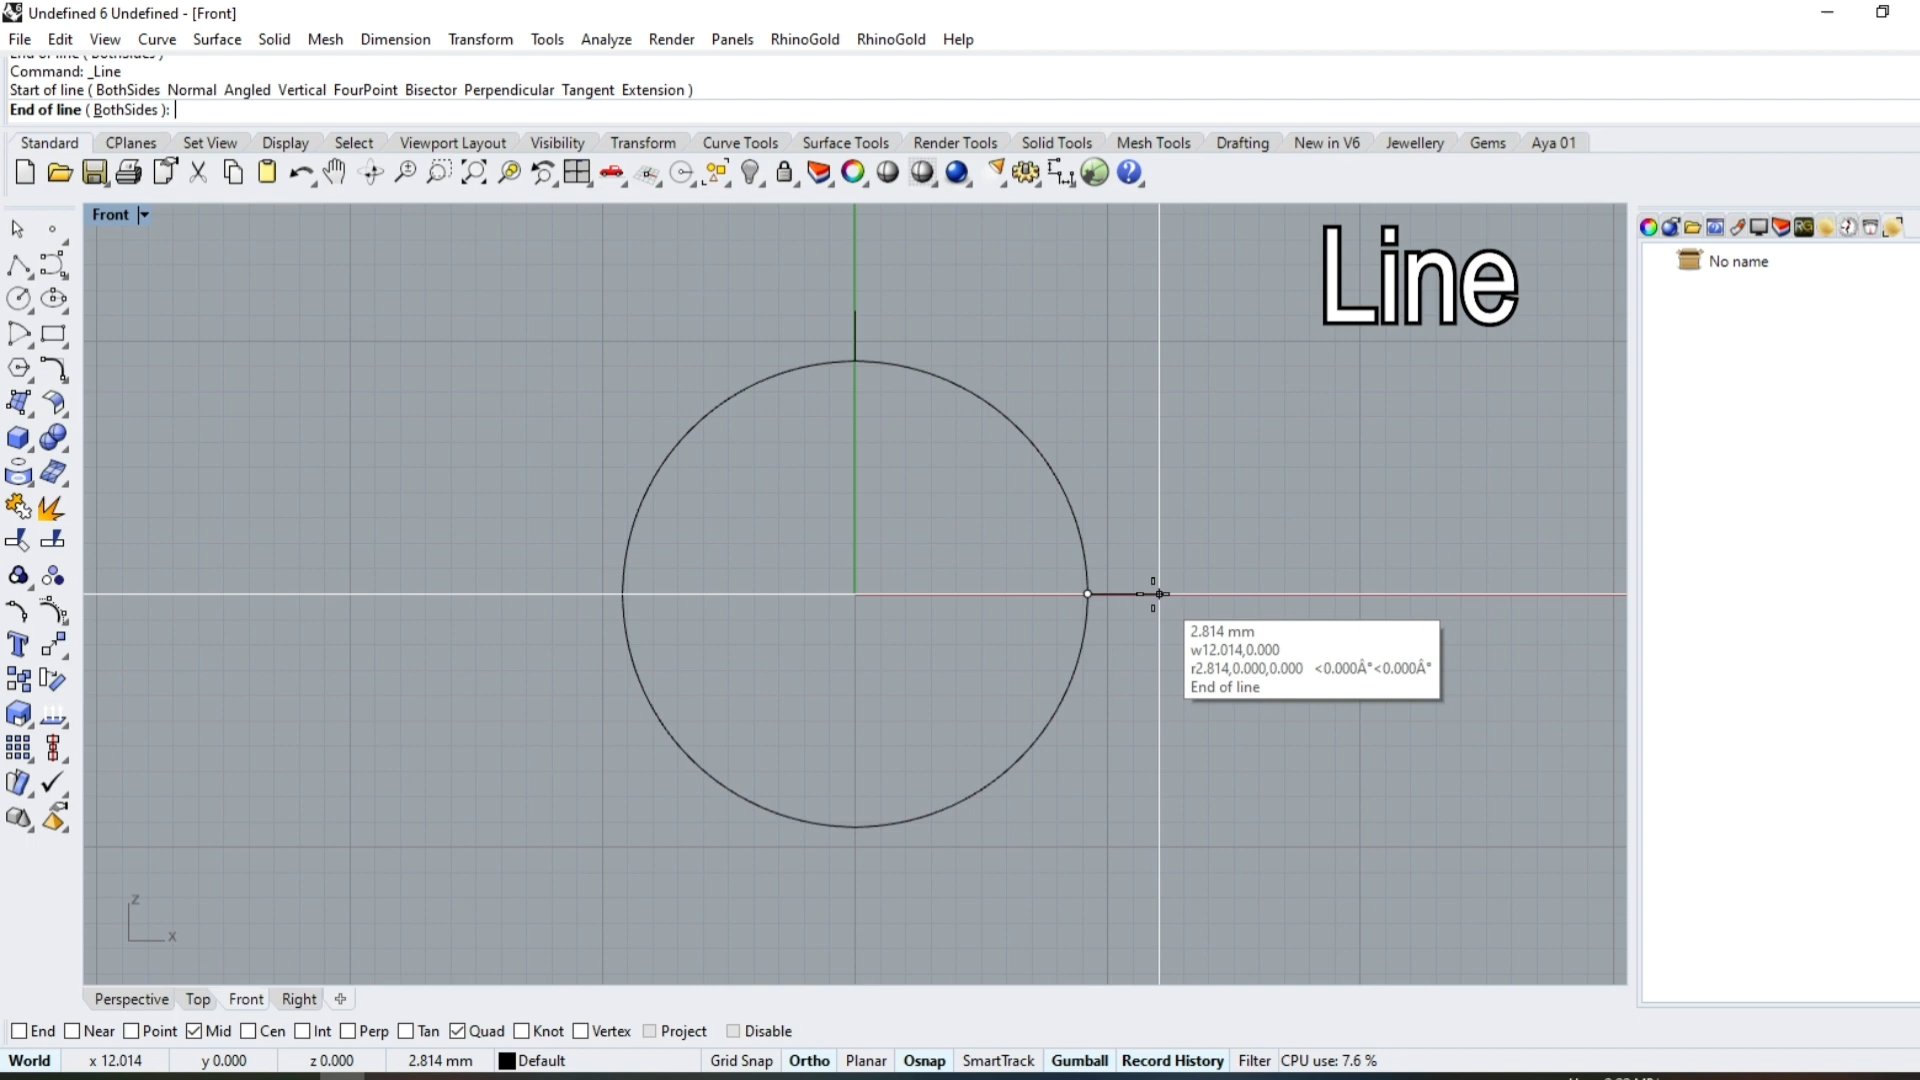 Undefined 6 Undefined - [Front]
File Edit View Curve Surface Solid Mesh Dimension Transform Tools Analyze Render Panels RhinoGold RhinoGold Help
Command: _Line
Start of line ( BothSides Normal Angled Vertical FourPoint Bisector Perpendicular Tangent Extension )
End of line ( BothSides ):
Standard CPlanes Set View Display Select Viewport Layout Visibility Transform Curve Tools Surface Tools Render Tools Solid Tools Mesh Tools Drafting New in V6 Jewellery Gems Aya 01
Front
Line
No name
RG
2.814 mm
w12.014,0.000
r2.814,0.000,0.000 <0.000Â°<0.000Â°
End of line
z
x
Perspective Top Front Right
End Near Point Mid Cen Int Perp Tan Quad Knot Vertex Project Disable
World x 12.014 y 0.000 z 0.000 2.814 mm Default Grid Snap Ortho Planar Osnap SmartTrack Gumball Record History Filter CPU use: 7.6 %